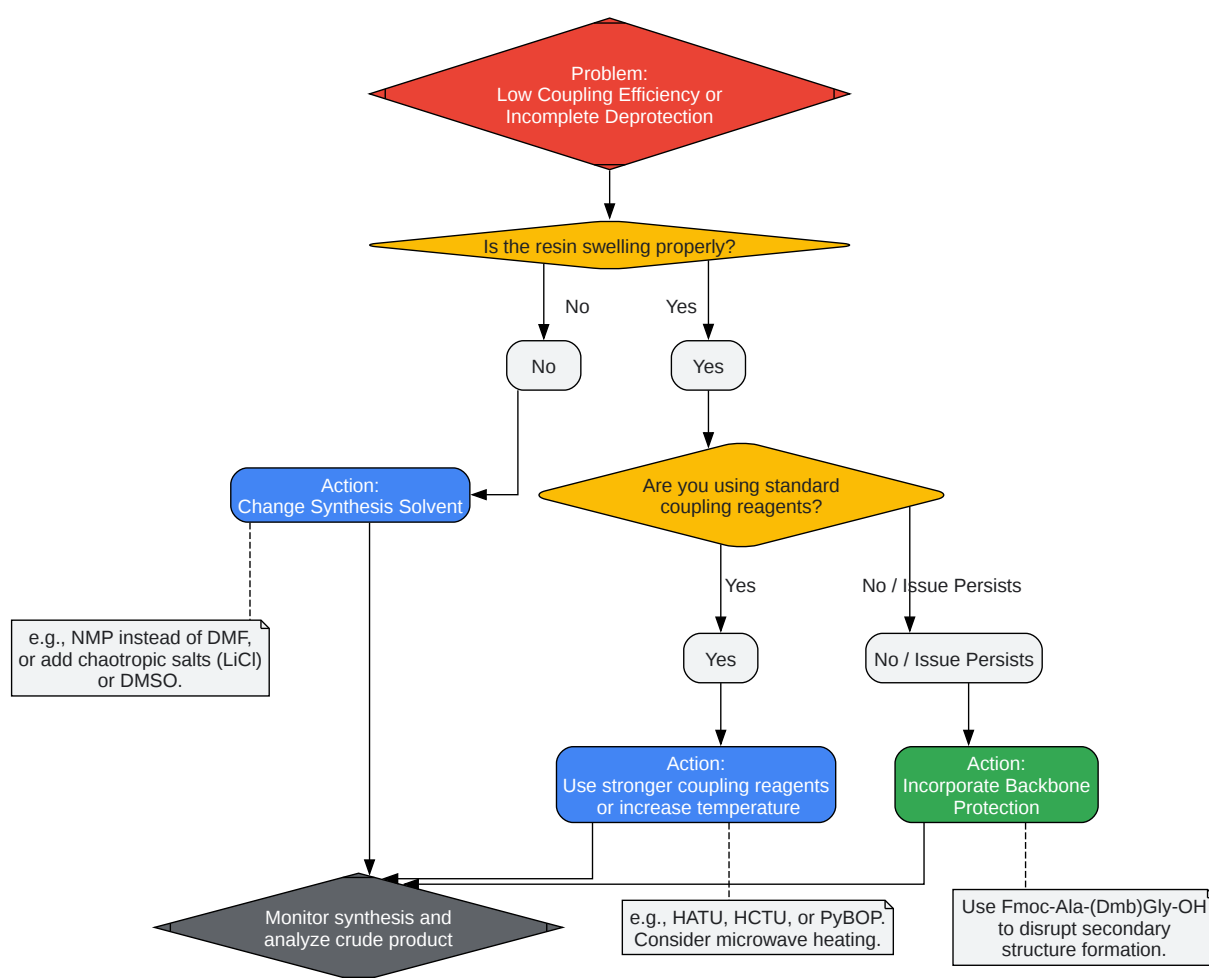 Problem:
Low Coupling Efficiency or
Incomplete Deprotection
Is the resin swelling properly?
No
Yes
No
Yes
Action:
Change Synthesis Solvent
Are you using standard
coupling reagents?
e.g., NMP instead of DMF,
or add chaotropic salts (LiCl)
or DMSO.
Yes
No / Issue Persists
Yes
No / Issue Persists
Action:
Use stronger coupling reagents
or increase temperature
Action:
Incorporate Backbone
Protection
Monitor synthesis and
analyze crude product
e.g., HATU, HCTU, or PyBOP.
Consider microwave heating.
Use Fmoc-Ala-(Dmb)Gly-OH
to disrupt secondary
structure formation.